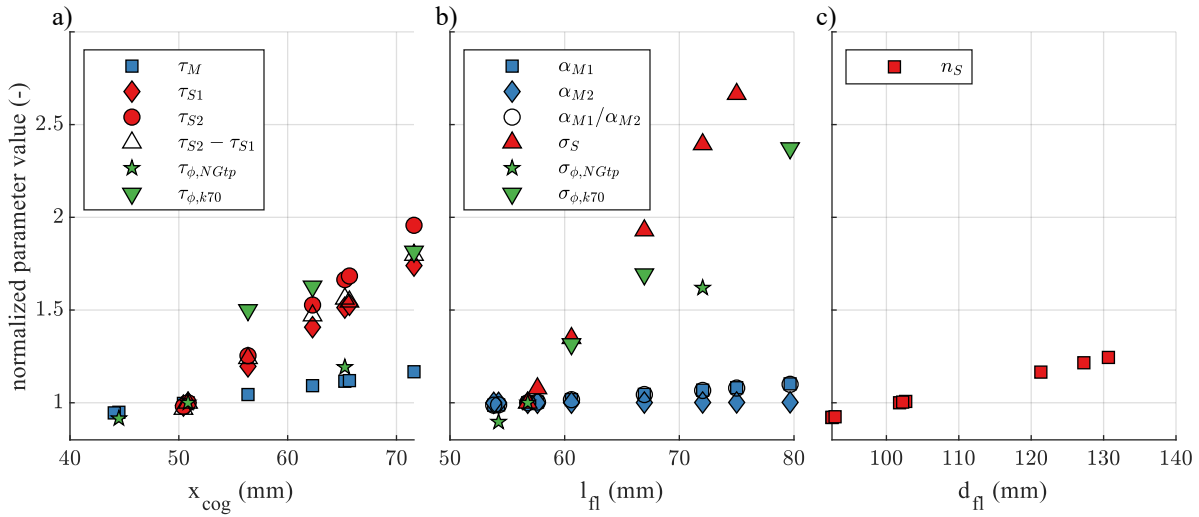 a)
b)
c)
normalized parameter value (-)
2.5
2
1.5
1
τ_M
τ_S1
τ_S2
τ_S2 − τ_S1
τ_ϕ,NGtp
τ_ϕ,k70
40 50 60 70
x_cog (mm)
α_M1
α_M2
α_M1/α_M2
σ_S
σ_ϕ,NGtp
σ_ϕ,k70
50 60 70 80
l_fl (mm)
n_S
100 110 120 130 140
d_fl (mm)